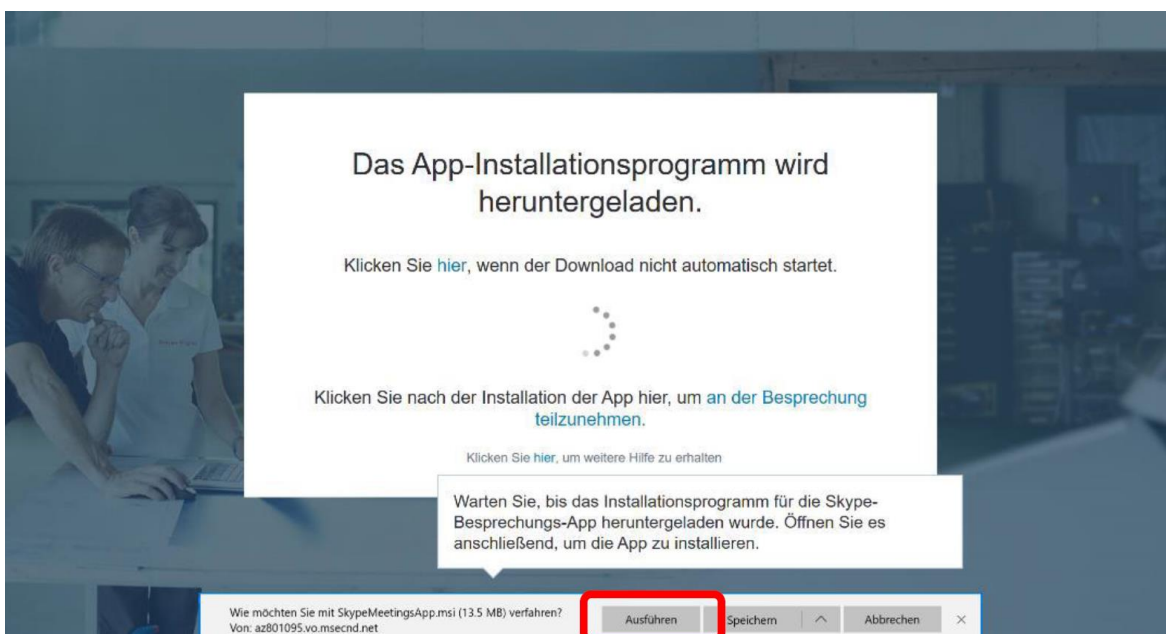 Das App-Installationsprogramm wird
heruntergeladen.
Klicken Sie hier, wenn der Download nicht automatisch startet.
Klicken Sie nach der Installation der App hier, um an der Besprechung
teilzunehmen.
Klicken Sie hier, um weitere Hilfe zu erhalten
Warten Sie, bis das Installationsprogramm für die Skype-
Besprechungs-App heruntergeladen wurde. Öffnen Sie es
anschließend, um die App zu installieren.
Wie möchten Sie mit SkypeMeetingsApp.msi (13.5 MB) verfahren?
Von: az801095.vo.msecnd.net
Ausführen
Speichern
Abbrechen